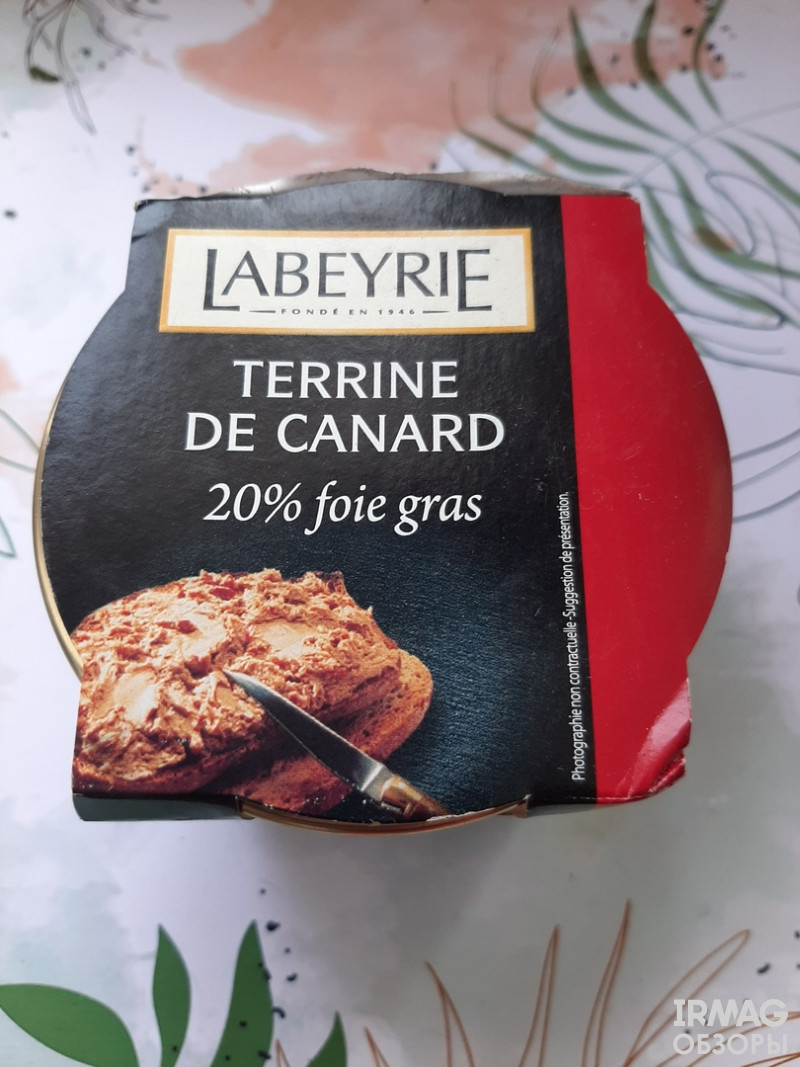 LABEYRIE
FONDÉ EN 1946
TERRINE
DE CANARD
20% foie gras
Photographie non contractuelle-Suggestion de présentation.
IRMAG
ОБЗОРЫ